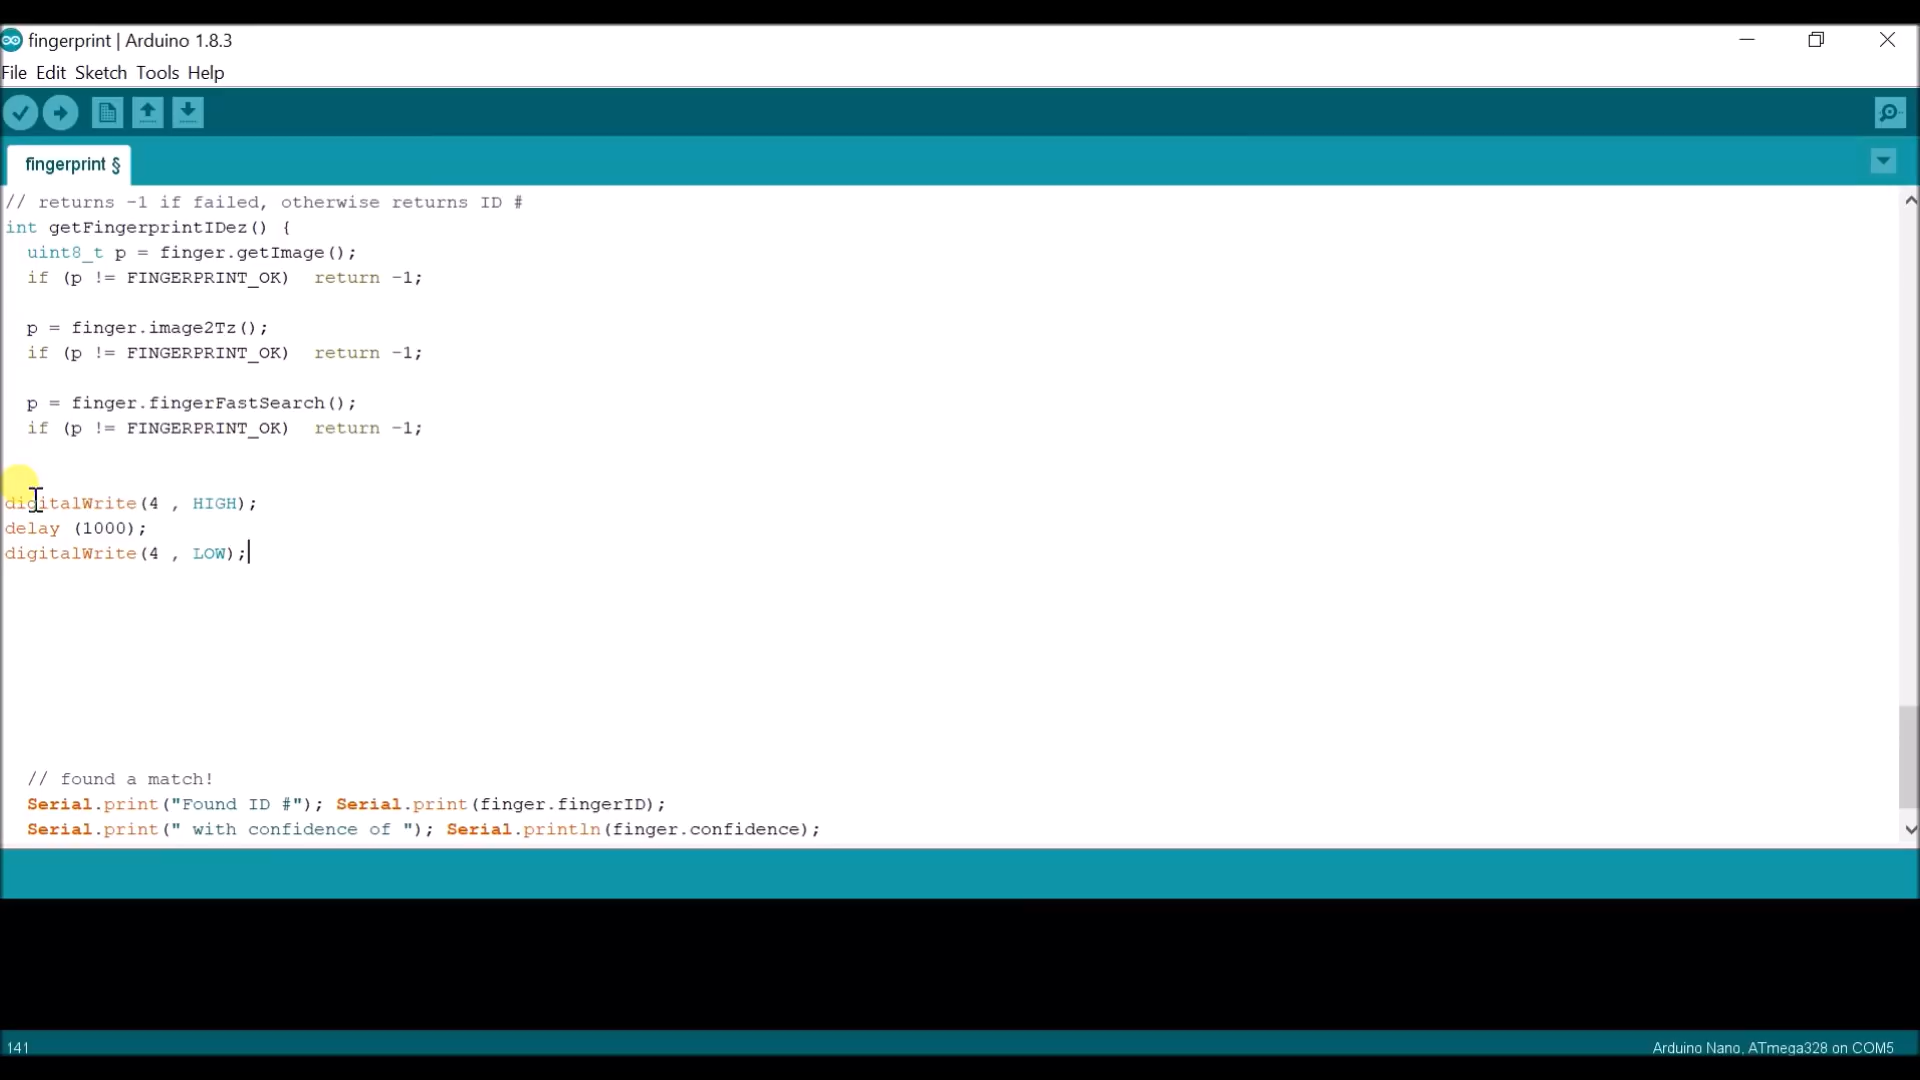 fingerprint | Arduino 1.8.3
File Edit Sketch Tools Help
fingerprint §
// returns -1 if failed, otherwise returns ID #
int getFingerprintIDez() {
  uint8_t p = finger.getImage();
  if (p != FINGERPRINT_OK)  return -1;
  p = finger.image2Tz();
  if (p != FINGERPRINT_OK)  return -1;
  p = finger.fingerFastSearch();
  if (p != FINGERPRINT_OK)  return -1;
digitalWrite(4 , HIGH);
delay (1000);
digitalWrite(4 , LOW);
  // found a match!
  Serial.print("Found ID #"); Serial.print(finger.fingerID);
  Serial.print(" with confidence of "); Serial.println(finger.confidence);
141
Arduino Nano, ATmega328 on COM5